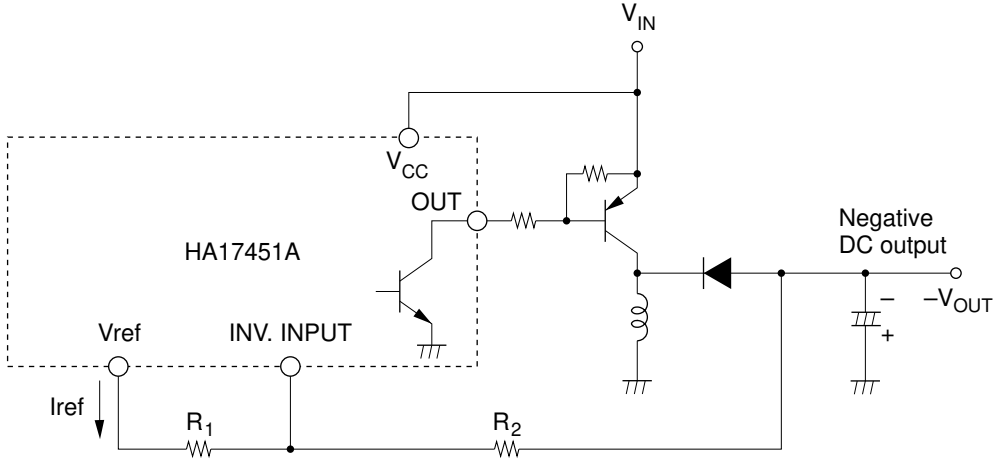 VIN
VCC
OUT
HA17451A
Negative
DC output
−
+
−VOUT
Vref
INV. INPUT
Iref
R1
R2